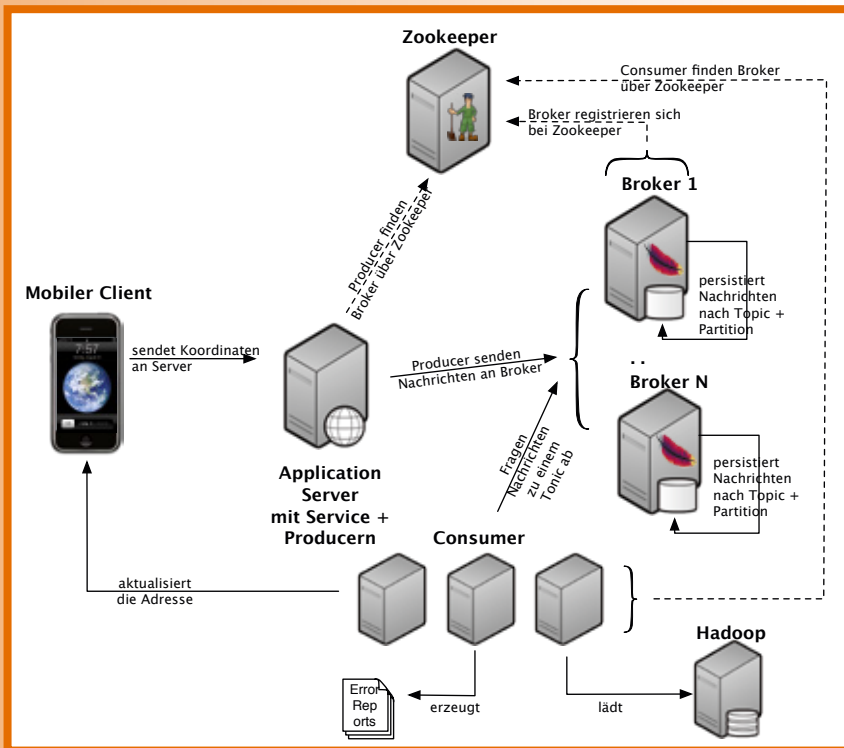 Zookeeper
Consumer finden Broker
über Zookeeper
Broker registrieren sich
bei Zookeeper
Broker 1
Producer finden
Broker über Zookeeper
persistiert
Nachrichten
nach Topic +
Partition
Mobiler Client
7:57
sendet Koordinaten
an Server
Producer senden
Nachrichten an Broker
..
Broker N
Fragen
Nachrichten
zu einem
Tonic ab
persistiert
Nachrichten
nach Topic +
Partition
Application
Server
mit Service +
Producern
Consumer
aktualisiert
die Adresse
Hadoop
Error
Rep
orts
erzeugt
lädt